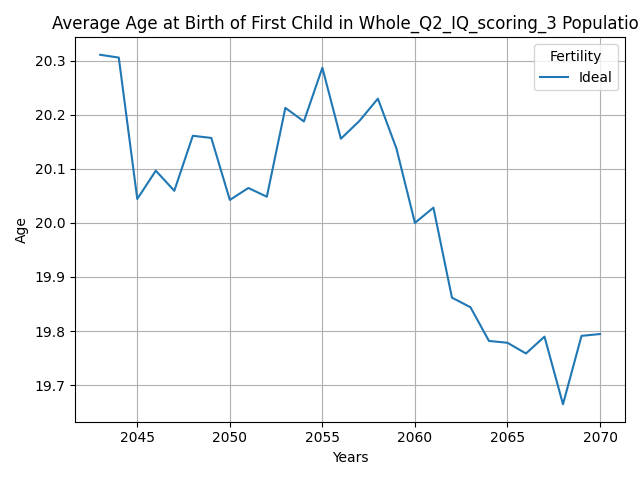 Average Age at Birth of First Child in Whole_Q2_IQ_scoring_3 Populatio
Fertility
Ideal
20.3
20.2
20.1
20.0
19.9
19.8
19.7
Age
2045 2050 2055 2060 2065 2070
Years